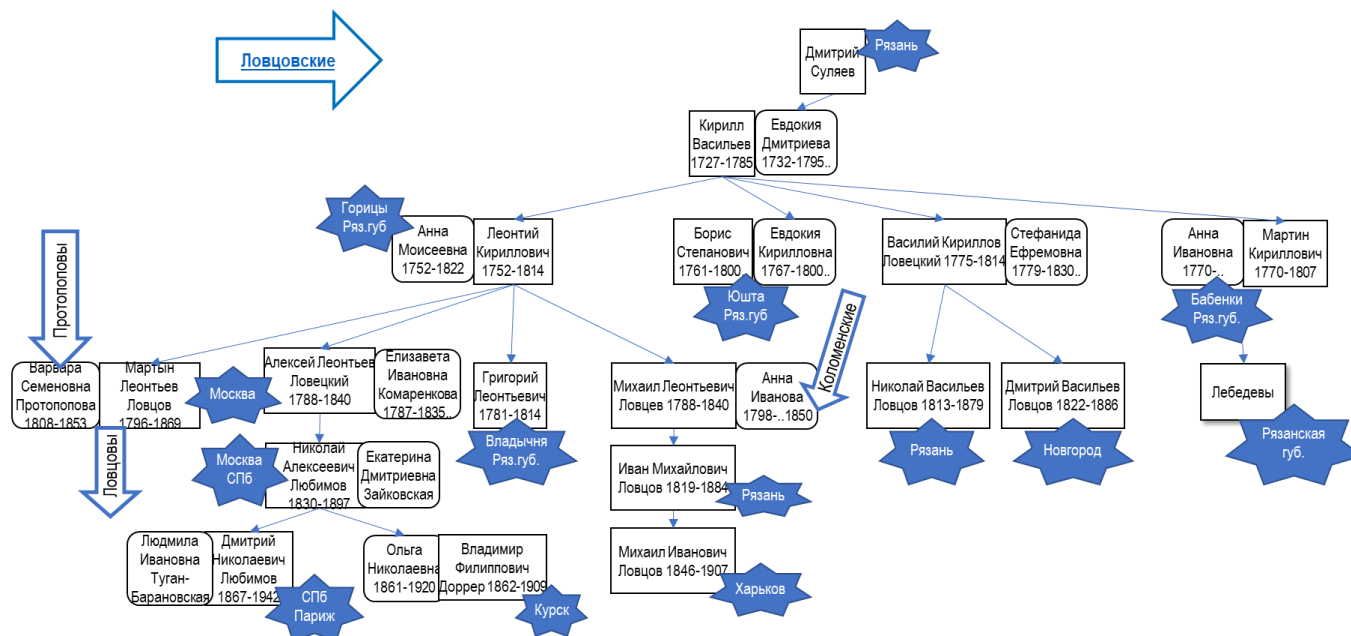 Ловцовские
Дмитрий
Суляев
Рязань
Кирилл
Васильев
1727-1785
Евдокия
Дмитриева
1732-1795..
Горицы
Ряз.губ
Анна
Моисеевна
1752-1822
Леонтий
Кириллович
1752-1814
Борис
Степанович
1761-1800..
Евдокия
Кирилловна
1767-1800..
Юшта
Ряз.губ
Василий Кириллов
Ловецкий 1775-1814
Стефанида
Ефремовна
1779-1830..
Анна
Ивановна
1770-..
Мартин
Кириллович
1770-1807
Бабенки
Ряз.губ.
Протопоповы
Коломенские
Варвара
Семеновна
Протопопова
1808-1853
Мартын
Леонтьев
Ловцов
1796-1869
Москва
Алексей Леонтьев
Ловецкий
1788-1840
Елизавета
Ивановна
Комаренкова
1787-1835..
Григорий
Леонтьевич
1781-1814
Владычня
Ряз.губ.
Михаил Леонтьевич
Ловцев 1788-1840
Анна
Иванова
1798-..1850
Николай Васильев
Ловцов 1813-1879
Рязань
Дмитрий Васильев
Ловцов 1822-1886
Новгород
Лебедевы
Рязанская
губ.
Ловцовы
Москва
СПб
Николай
Алексеевич
Любимов
1830-1897
Екатерина
Дмитриевна
Зайковская
Иван Михайлович
Ловцов 1819-1884
Рязань
Людмила
Ивановна
Туган-
Барановская
Дмитрий
Николаевич
Любимов
1867-1942
СПб
Париж
Ольга
Николаевна
1861-1920
Владимир
Филиппович
Доррер 1862-1909
Курск
Михаил Иванович
Ловцов 1846-1907
Харьков